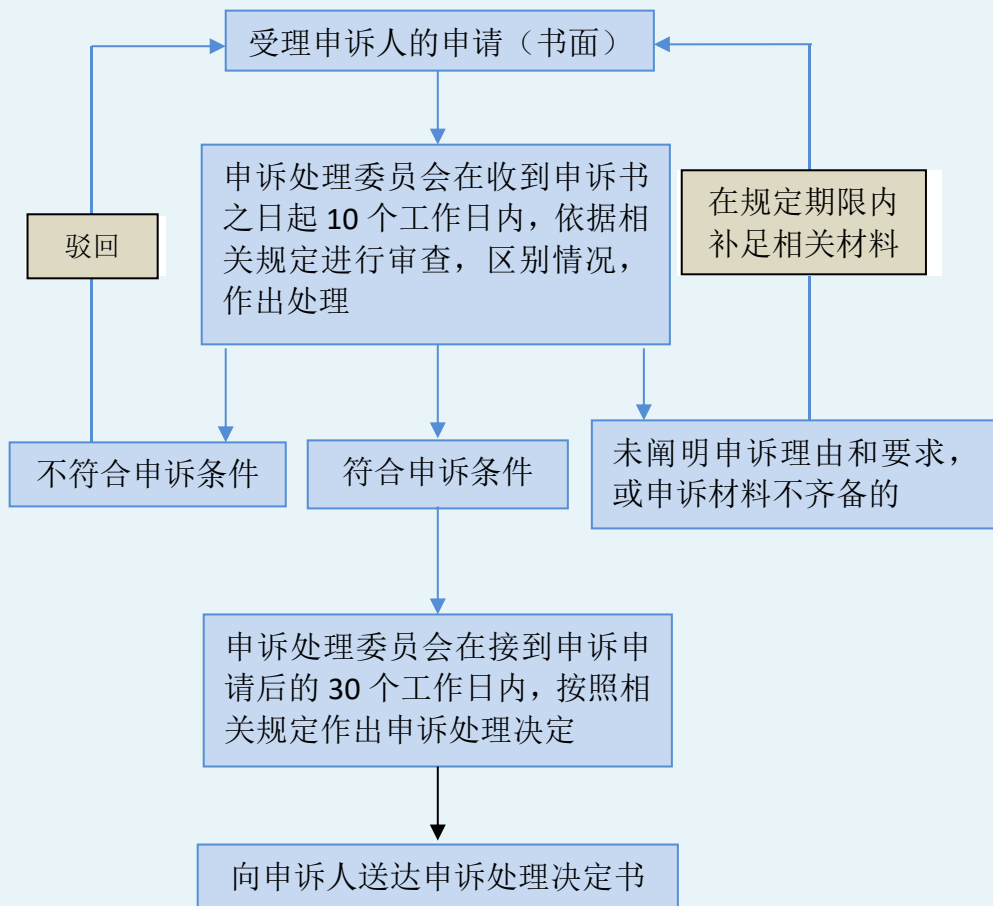 受理申诉人的申请（书面）
申诉处理委员会在收到申诉书
之日起 10 个工作日内，依据相
关规定进行审查，区别情况，
作出处理
驳回
在规定期限内
补足相关材料
不符合申诉条件
符合申诉条件
未阐明申诉理由和要求，
或申诉材料不齐备的
申诉处理委员会在接到申诉申
请后的 30 个工作日内，按照相
关规定作出申诉处理决定
向申诉人送达申诉处理决定书